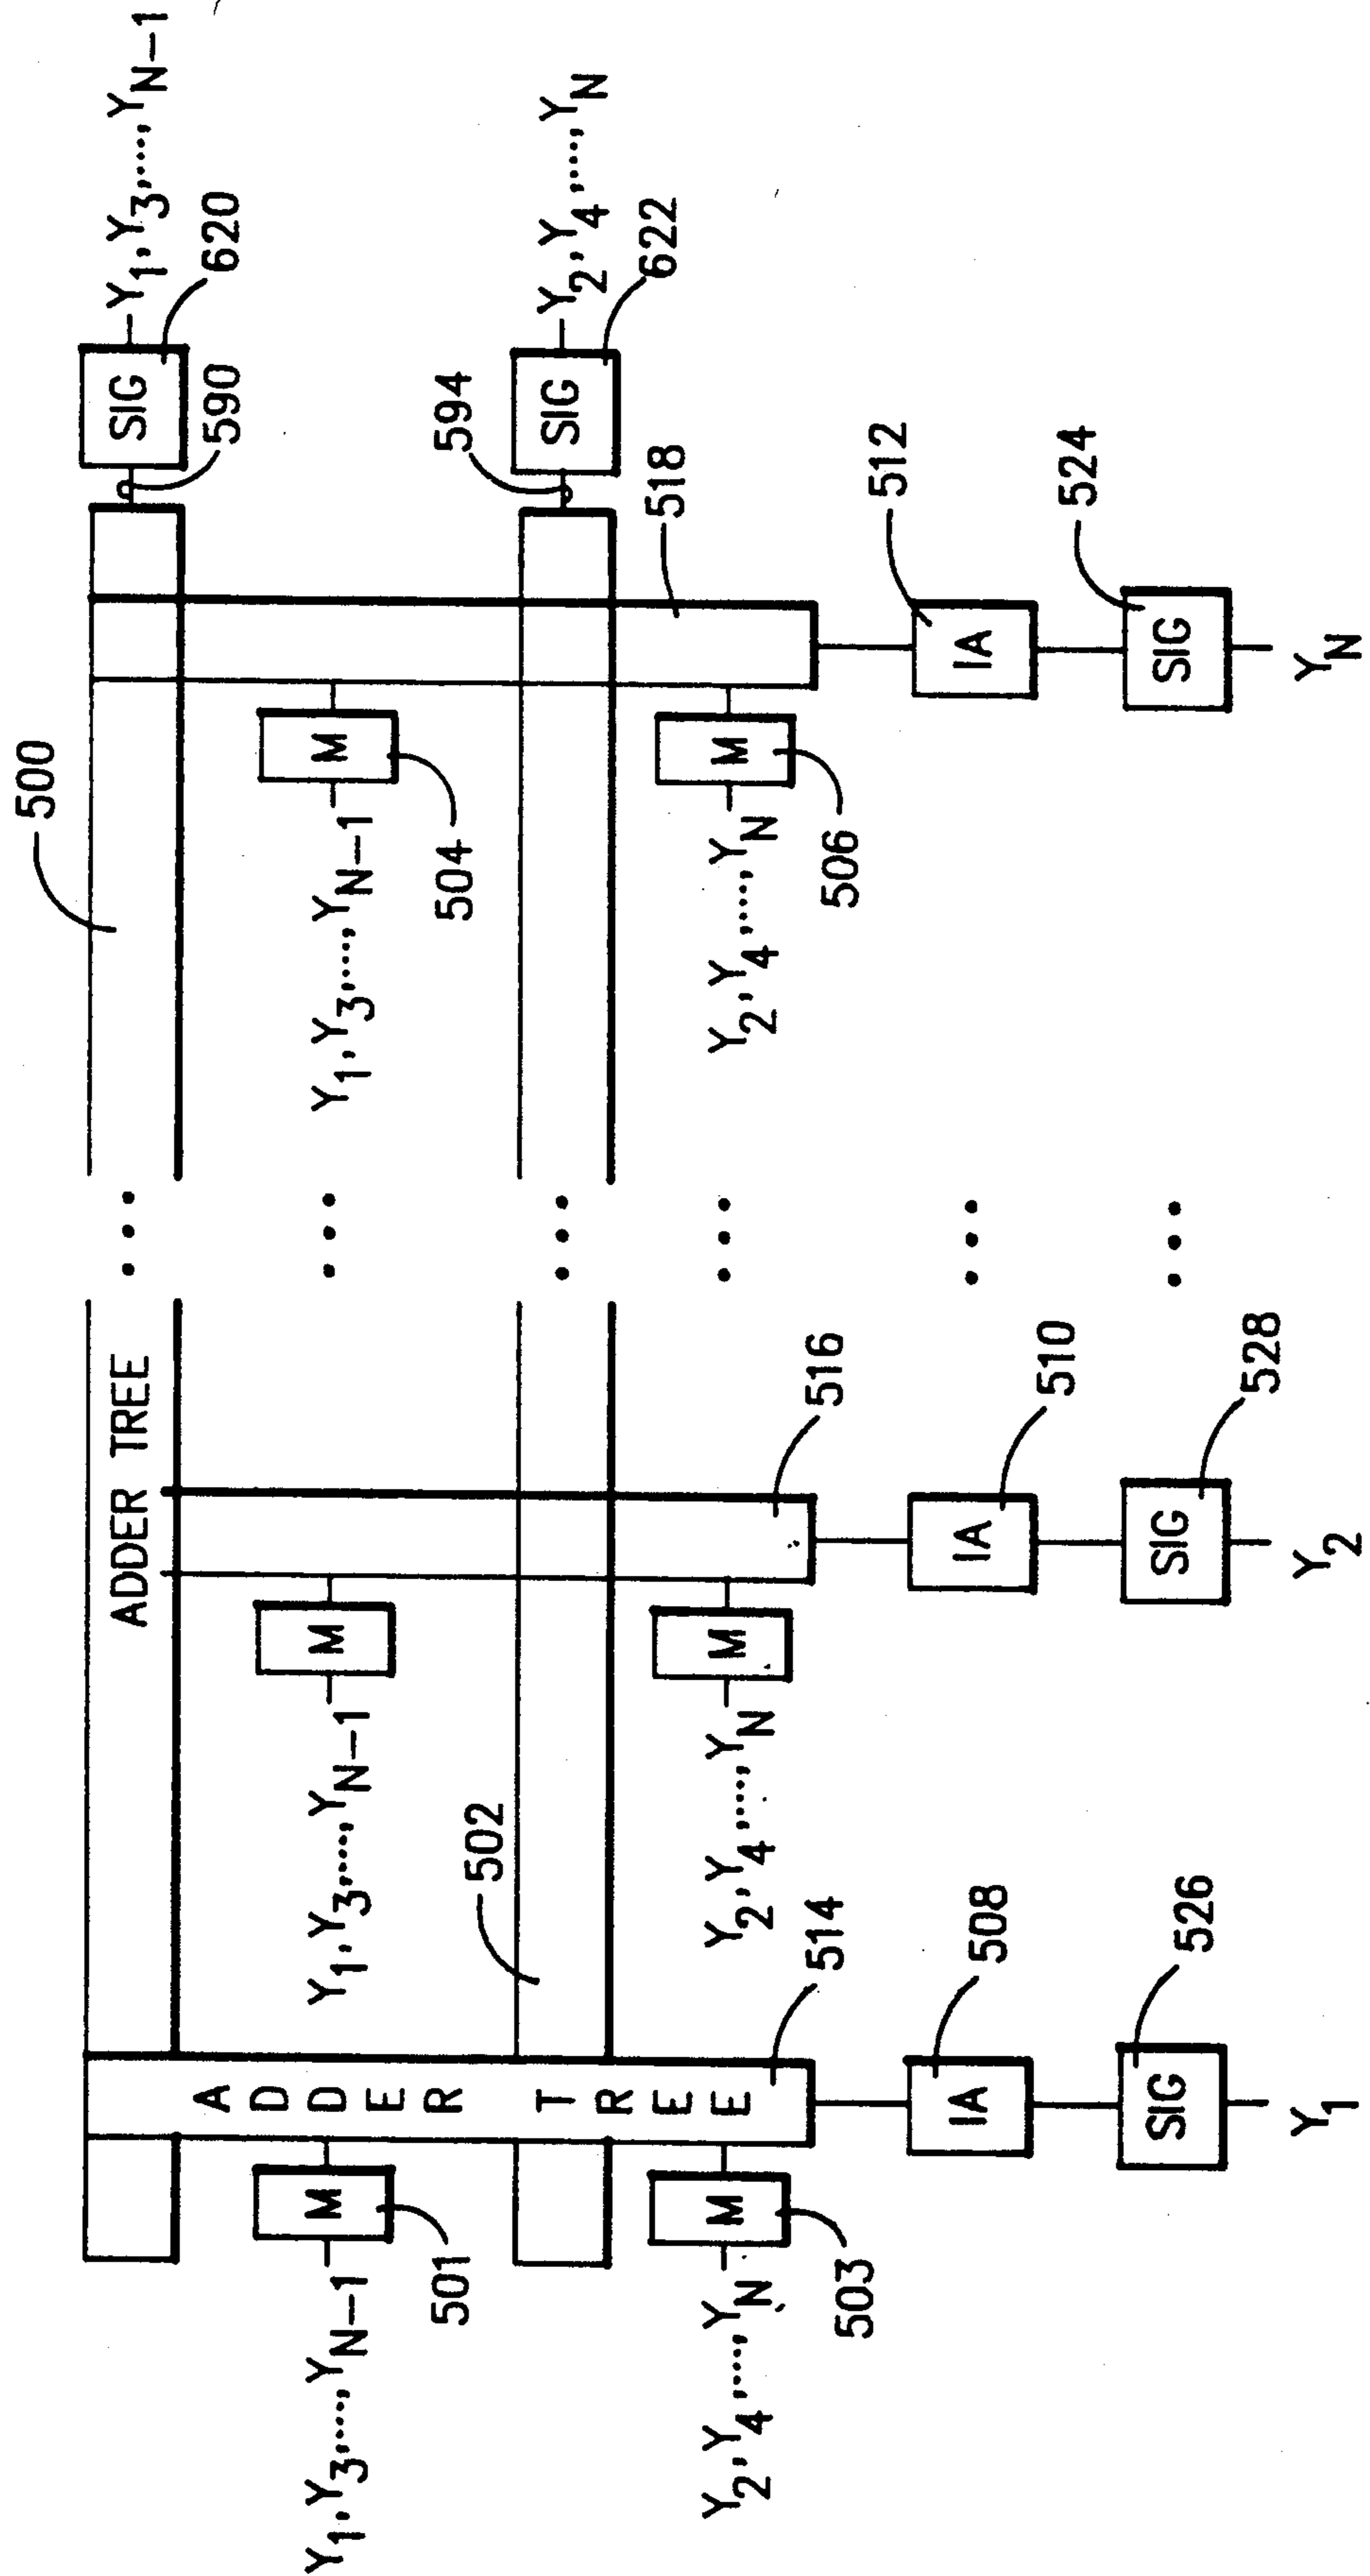 500
ADDER TREE
SIG
Y1,Y3,....,YN-1
590
620
ADDER TREE
Y1,Y3,....,YN-1
M
Y1,Y3,....,YN-1
M
Y1,Y3,....,YN-1
M
501
502
504
594
SIG
Y2,Y4,....,YN
518
622
Y2,Y4,....,YN
M
Y2,Y4,....,YN
M
Y2,Y4,....,YN
M
503
514
516
506
512
IA
508
IA
510
IA
524
SIG
526
SIG
528
SIG
Y1
Y2
YN